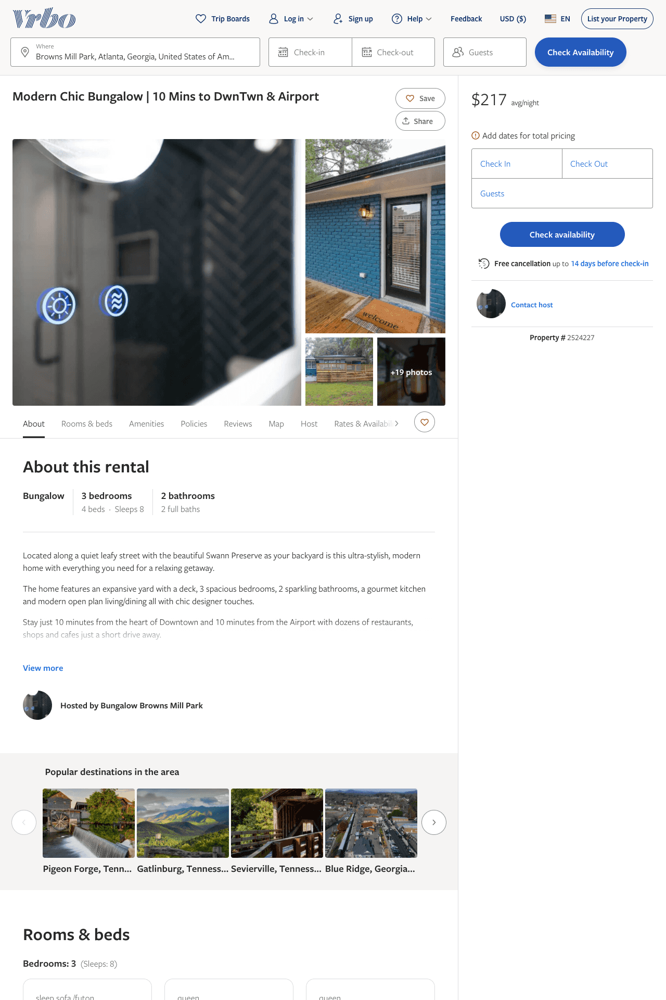 Vrbo
Trip Boards
Log in
Sign up
Help
Feedback
USD ($)
EN
List your Property
Where
Browns Mill Park, Atlanta, Georgia, United States of Am...
Check-in
Check-out
Guests
Check Availability
Modern Chic Bungalow | 10 Mins to DwnTwn & Airport
Save
Share
welcome
+19 photos
$217 avg/night
Add dates for total pricing
Check In
Check Out
Guests
Check availability
Free cancellation up to 14 days before check-in
Contact host
Property # 2524227
About
Rooms & beds
Amenities
Policies
Reviews
Map
Host
Rates & Availabili
About this rental
Bungalow
3 bedrooms
4 beds · Sleeps 8
2 bathrooms
2 full baths
Located along a quiet leafy street with the beautiful Swann Preserve as your backyard is this ultra-stylish, modern
home with everything you need for a relaxing getaway.
The home features an expansive yard with a deck, 3 spacious bedrooms, 2 sparkling bathrooms, a gourmet kitchen
and modern open plan living/dining all with chic designer touches.
Stay just 10 minutes from the heart of Downtown and 10 minutes from the Airport with dozens of restaurants,
shops and cafes just a short drive away.
View more
Hosted by Bungalow Browns Mill Park
Popular destinations in the area
Pigeon Forge, Tenn...
Gatlinburg, Tenness...
Sevierville, Tenness...
Blue Ridge, Georgia...
Rooms & beds
Bedrooms: 3 (Sleeps: 8)
sleep sofa /futon
queen
queen